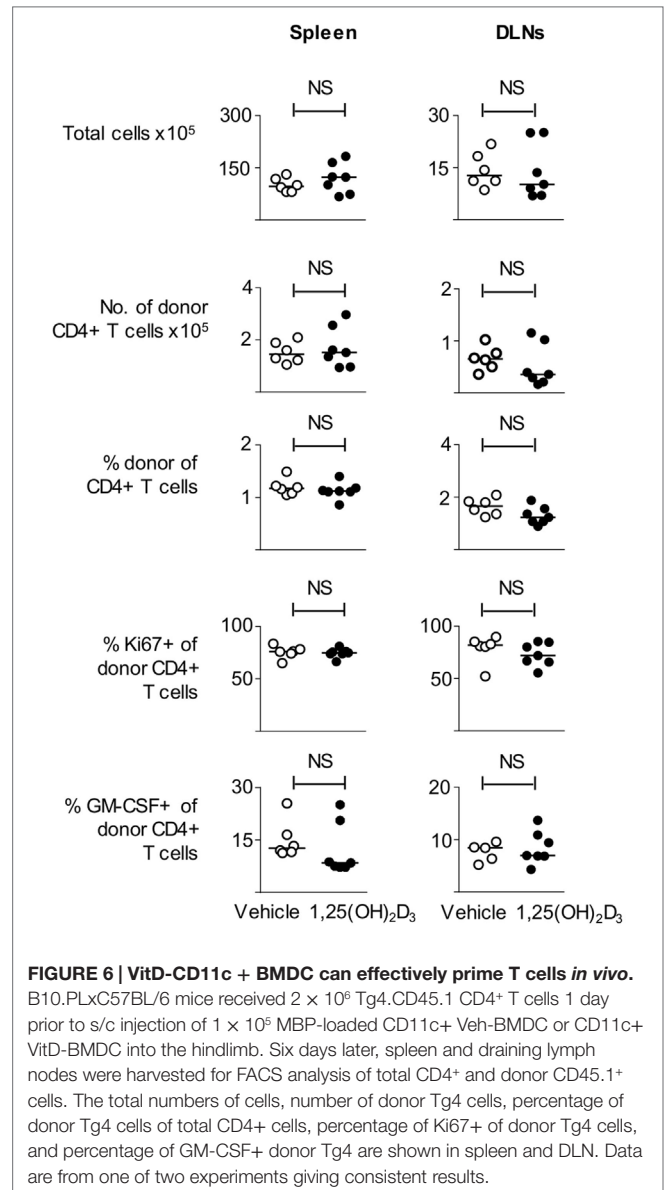 Spleen DLNs
NS NS
Total cells x10⁵
300
150
30
15
NS NS
No. of donor
CD4+ T cells x10⁵
4
2
2
1
NS NS
% donor of
CD4+ T cells
2
1
4
2
NS NS
% Ki67+ of
donor CD4+
T cells
100
50
100
50
NS NS
% GM-CSF+ of
donor CD4+
T cells
30
15
20
10
Vehicle 1,25(OH)₂D₃ Vehicle 1,25(OH)₂D₃
FIGURE 6 | VitD-CD11c + BMDC can effectively prime T cells in vivo.
B10.PLxC57BL/6 mice received 2 × 10⁶ Tg4.CD45.1 CD4⁺ T cells 1 day
prior to s/c injection of 1 × 10⁵ MBP-loaded CD11c+ Veh-BMDC or CD11c+
VitD-BMDC into the hindlimb. Six days later, spleen and draining lymph
nodes were harvested for FACS analysis of total CD4⁺ and donor CD45.1⁺
cells. The total numbers of cells, number of donor Tg4 cells, percentage of
donor Tg4 cells of total CD4+ cells, percentage of Ki67+ of donor Tg4 cells,
and percentage of GM-CSF+ donor Tg4 are shown in spleen and DLN. Data
are from one of two experiments giving consistent results.